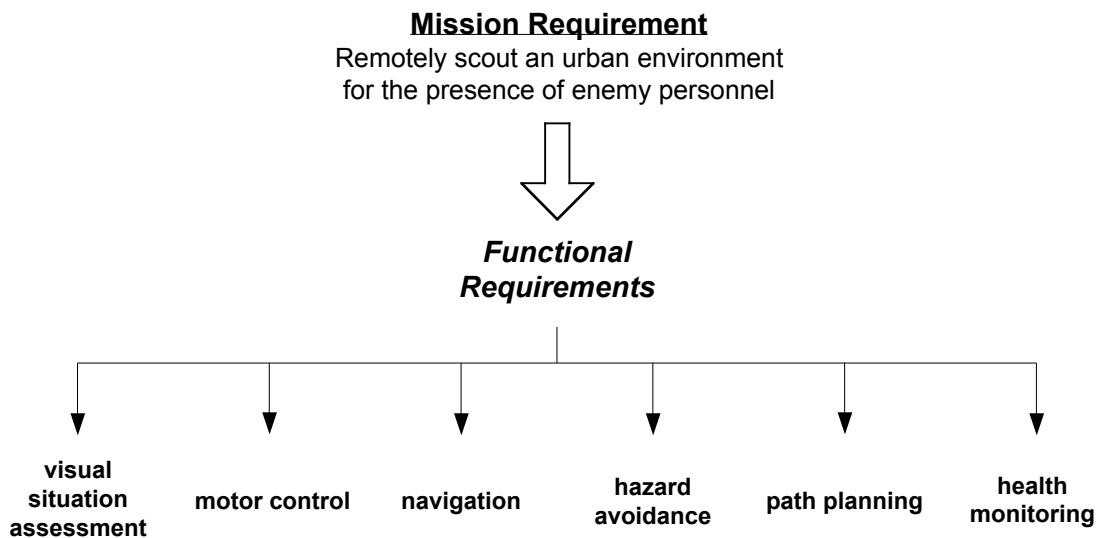 Mission Requirement
Remotely scout an urban environment
for the presence of enemy personnel
Functional
Requirements
visual
situation
assessment
motor control
navigation
hazard
avoidance
path planning
health
monitoring